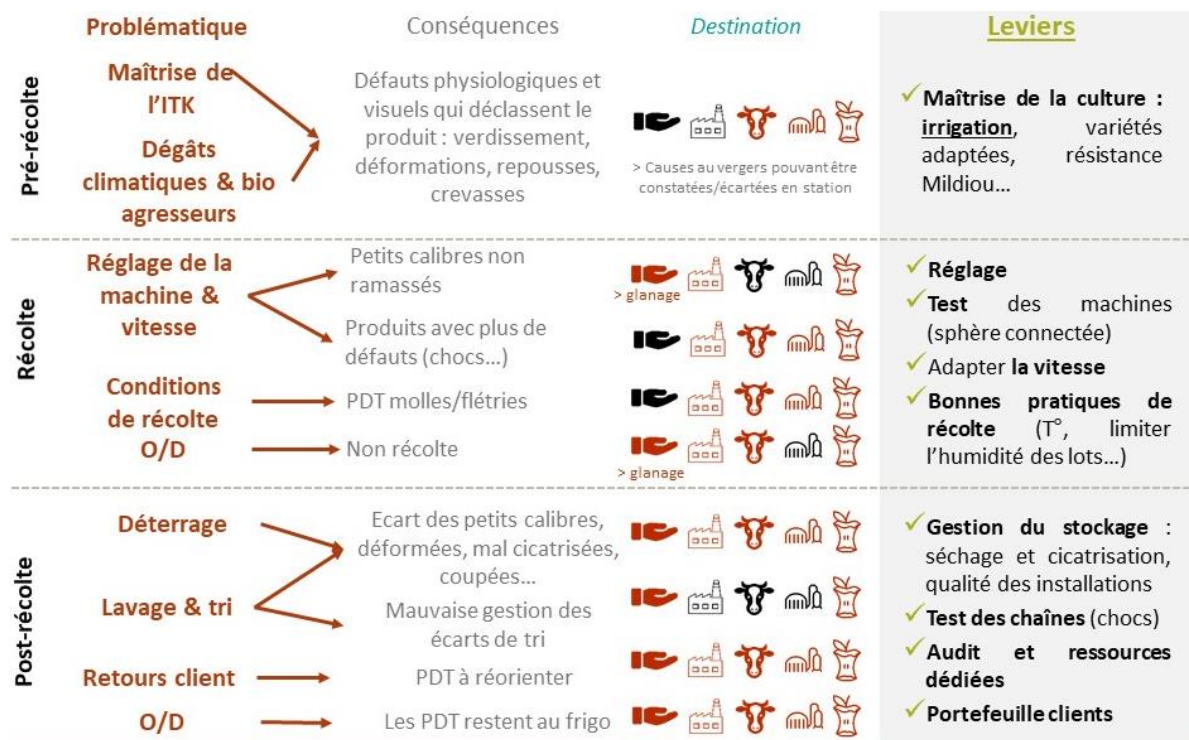 Problématique
Conséquences
Destination
Leviers
Pré-récolte
Maîtrise de
l'ITK
Dégâts
climatiques & bio
agresseurs
Défauts physiologiques et
visuels qui déclassent le
produit : verdissement,
déformations, repousses,
crevasses
> Causes au vergers pouvant être
constatées/écartées en station
Maîtrise de la culture :
irrigation, variétés
adaptées, résistance
Mildiou...
Récolte
Réglage de la
machine &
vitesse
Petits calibres non
ramassés
> glanage
Produits avec plus de
défauts (chocs...)
Conditions
de récolte
PDT molles/flétries
O/D
Non récolte
> glanage
Réglage
Test des machines
(sphère connectée)
Adapter la vitesse
Bonnes pratiques de
récolte (T°, limiter
l'humidité des lots...)
Post-récolte
Déterrage
Ecart des petits calibres,
déformées, mal cicatrisées,
coupées...
Lavage & tri
Mauvaise gestion des
écarts de tri
Retours client
PDT à réorienter
O/D
Les PDT restent au frigo
Gestion du stockage :
séchage et cicatrisation,
qualité des installations
Test des chaînes (chocs)
Audit et ressources
dédiées
Portefeuille clients